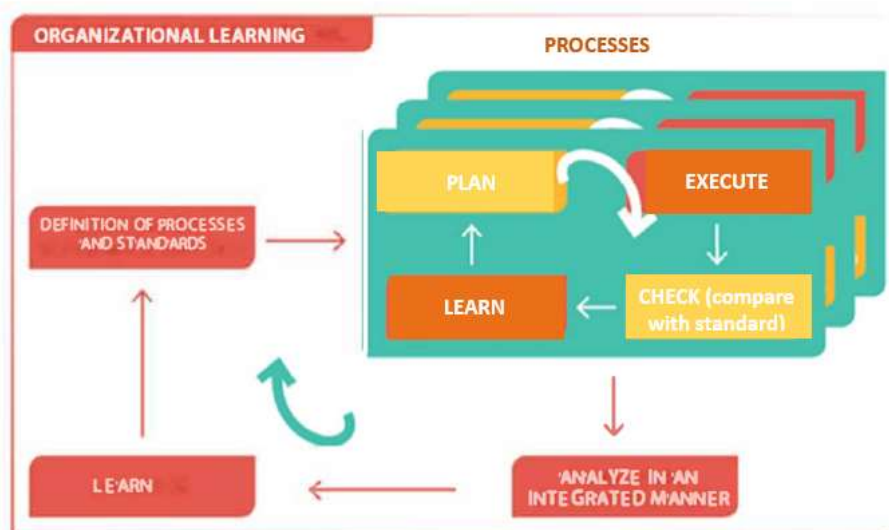 ORGANIZATIONAL LEARNING
PROCESSES
PLAN
EXECUTE
DEFINITION OF PROCESSES
AND STANDARDS
LEARN
CHECK (compare
with standard)
LEARN
ANALYZE IN AN
INTEGRATED MANNER